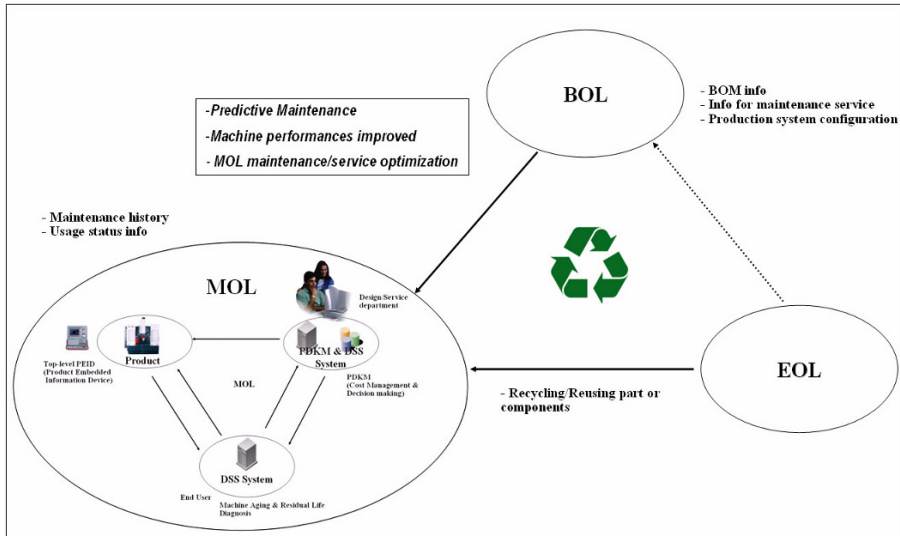 BOL
- BOM info
- Info for maintenance service
- Production system configuration
-Predictive Maintenance
-Machine performances improved
- MOL maintenance/service optimization
- Maintenance history
- Usage status info
MOL
Design/Service
department
Product
PDKM & DSS
System
Top-level PEID
(Product Embedded
Information Device)
MOL
PDKM
(Cost Management &
Decision making)
DSS System
End User
Machine Aging & Residual Life
Diagnosis
EOL
- Recycling/Reusing part or
components